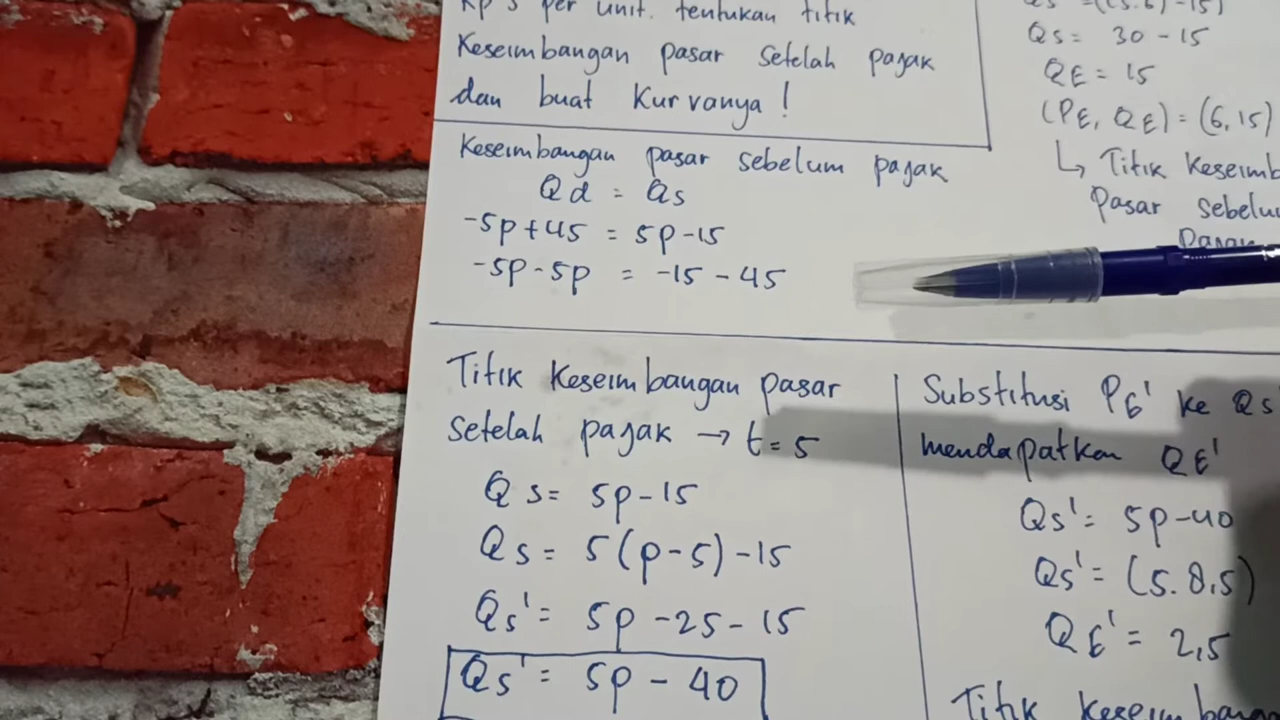 Rp 5 per unit. tentukan titik
Keseimbangan pasar setelah pajak
dan buat Kurvanya !
Keseimbangan pasar sebelum pajak
Qd = Qs
-5p+45 = 5p-15
-5p-5p = -15 - 45
Qs = 30 - 15
QE = 15
(PE, QE) = (6, 15)
↳ Titik Keseimb
Pasar Sebelu
Titik Keseimbangan pasar
setelah pajak → t = 5
Qs = 5p-15
Qs = 5(p-5)-15
Qs' = 5p -25-15
Qs' = 5p - 40
Substitusi PE' ke Qs
mendapatkan QE'
Qs' = 5p-40
Qs' = (5. 8,5)
QE' = 2,5
Titik Keseimbang